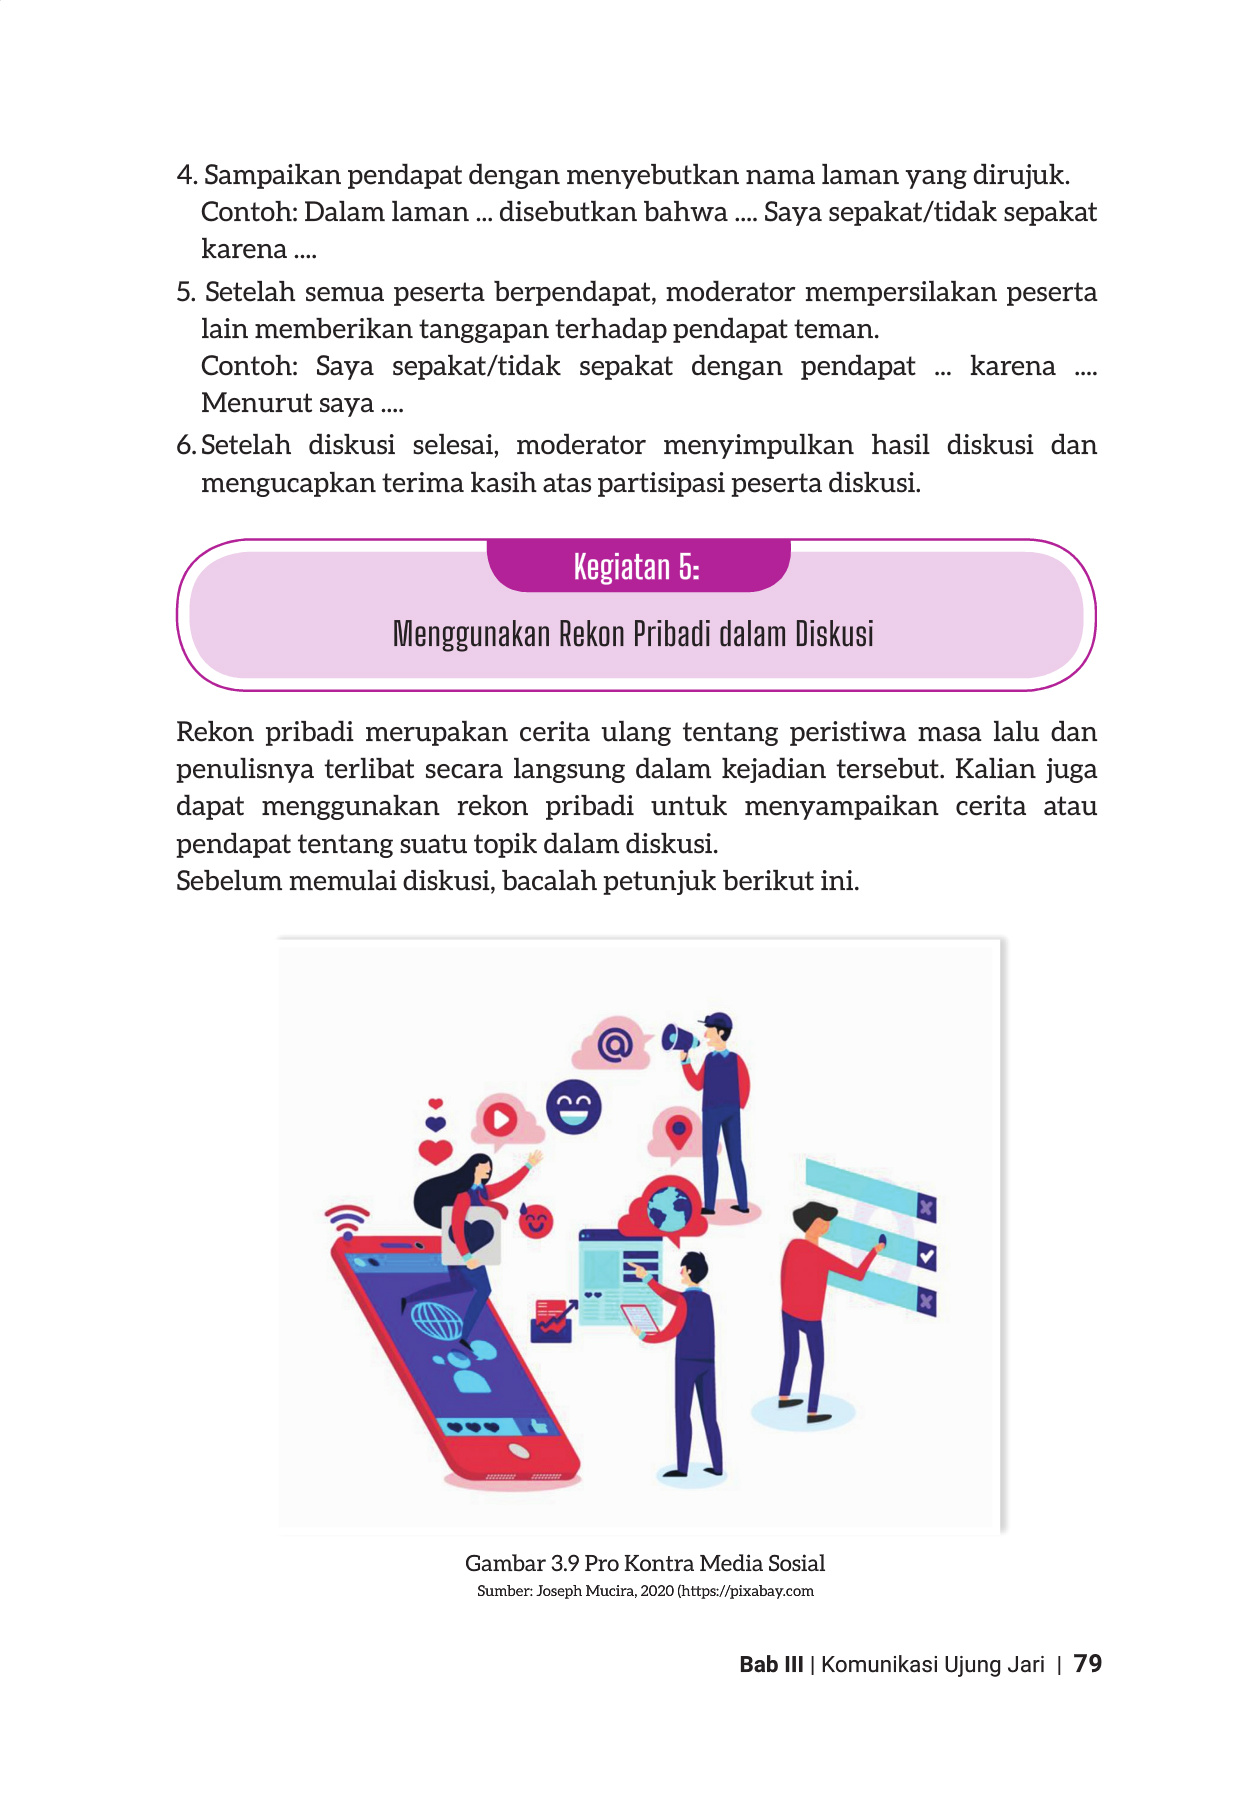 4. Sampaikan pendapat dengan menyebutkan nama laman yang dirujuk.
Contoh: Dalam laman ... disebutkan bahwa .... Saya sepakat/tidak sepakat
karena ....
5. Setelah semua peserta berpendapat, moderator mempersilakan peserta
lain memberikan tanggapan terhadap pendapat teman.
Contoh: Saya sepakat/tidak sepakat dengan pendapat ... karena ....
Menurut saya ....
6. Setelah diskusi selesai, moderator menyimpulkan hasil diskusi dan
mengucapkan terima kasih atas partisipasi peserta diskusi.
Kegiatan 5:
Menggunakan Rekon Pribadi dalam Diskusi
Rekon pribadi merupakan cerita ulang tentang peristiwa masa lalu dan
penulisnya terlibat secara langsung dalam kejadian tersebut. Kalian juga
dapat menggunakan rekon pribadi untuk menyampaikan cerita atau
pendapat tentang suatu topik dalam diskusi.
Sebelum memulai diskusi, bacalah petunjuk berikut ini.
@
Gambar 3.9 Pro Kontra Media Sosial
Sumber: Joseph Mucira, 2020 (https://pixabay.com
Bab III | Komunikasi Ujung Jari | 79